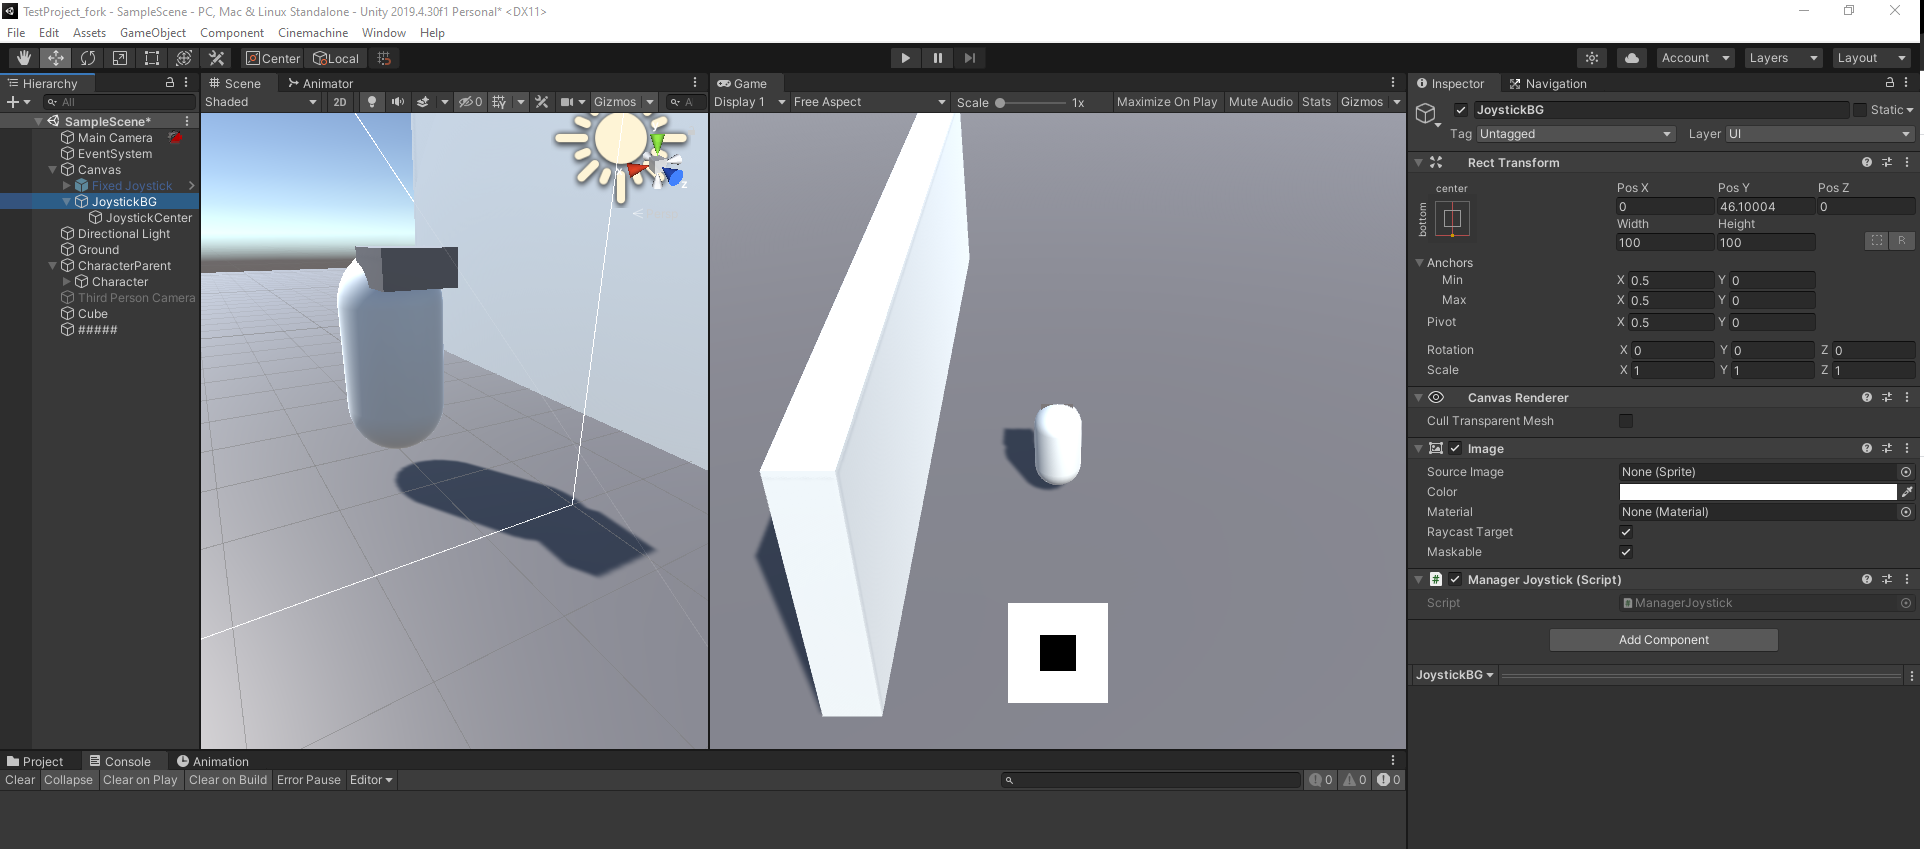 TestProject_fork - SampleScene - PC, Mac & Linux Standalone - Unity 2019.4.30f1 Personal* <DX11>
File Edit Assets GameObject Component Cinemachine Window Help
Center Local Account Layers Layout
Hierarchy
All
SampleScene*
Main Camera
EventSystem
Canvas
Fixed Joystick
JoystickBG
JoystickCenter
Directional Light
Ground
CharacterParent
Character
Third Person Camera
Cube
#####
Scene Animator
Shaded 2D 0 Gizmos A
z
Game
Display 1 Free Aspect Scale 1x Maximize On Play Mute Audio Stats Gizmos
Inspector Navigation
JoystickBG Static
Tag Untagged Layer UI
Rect Transform
center
bottom
Pos X Pos Y Pos Z
0 46.10004 0
Width Height
100 100 R
Anchors
Min X 0.5 Y 0
Max X 0.5 Y 0
Pivot X 0.5 Y 0
Rotation X 0 Y 0 Z 0
Scale X 1 Y 1 Z 1
Canvas Renderer
Cull Transparent Mesh
Image
Source Image None (Sprite)
Color
Material None (Material)
Raycast Target
Maskable
# Manager Joystick (Script)
Script ManagerJoystick
Add Component
JoystickBG
Project Console Animation
Clear Collapse Clear on Play Clear on Build Error Pause Editor 0 0 0